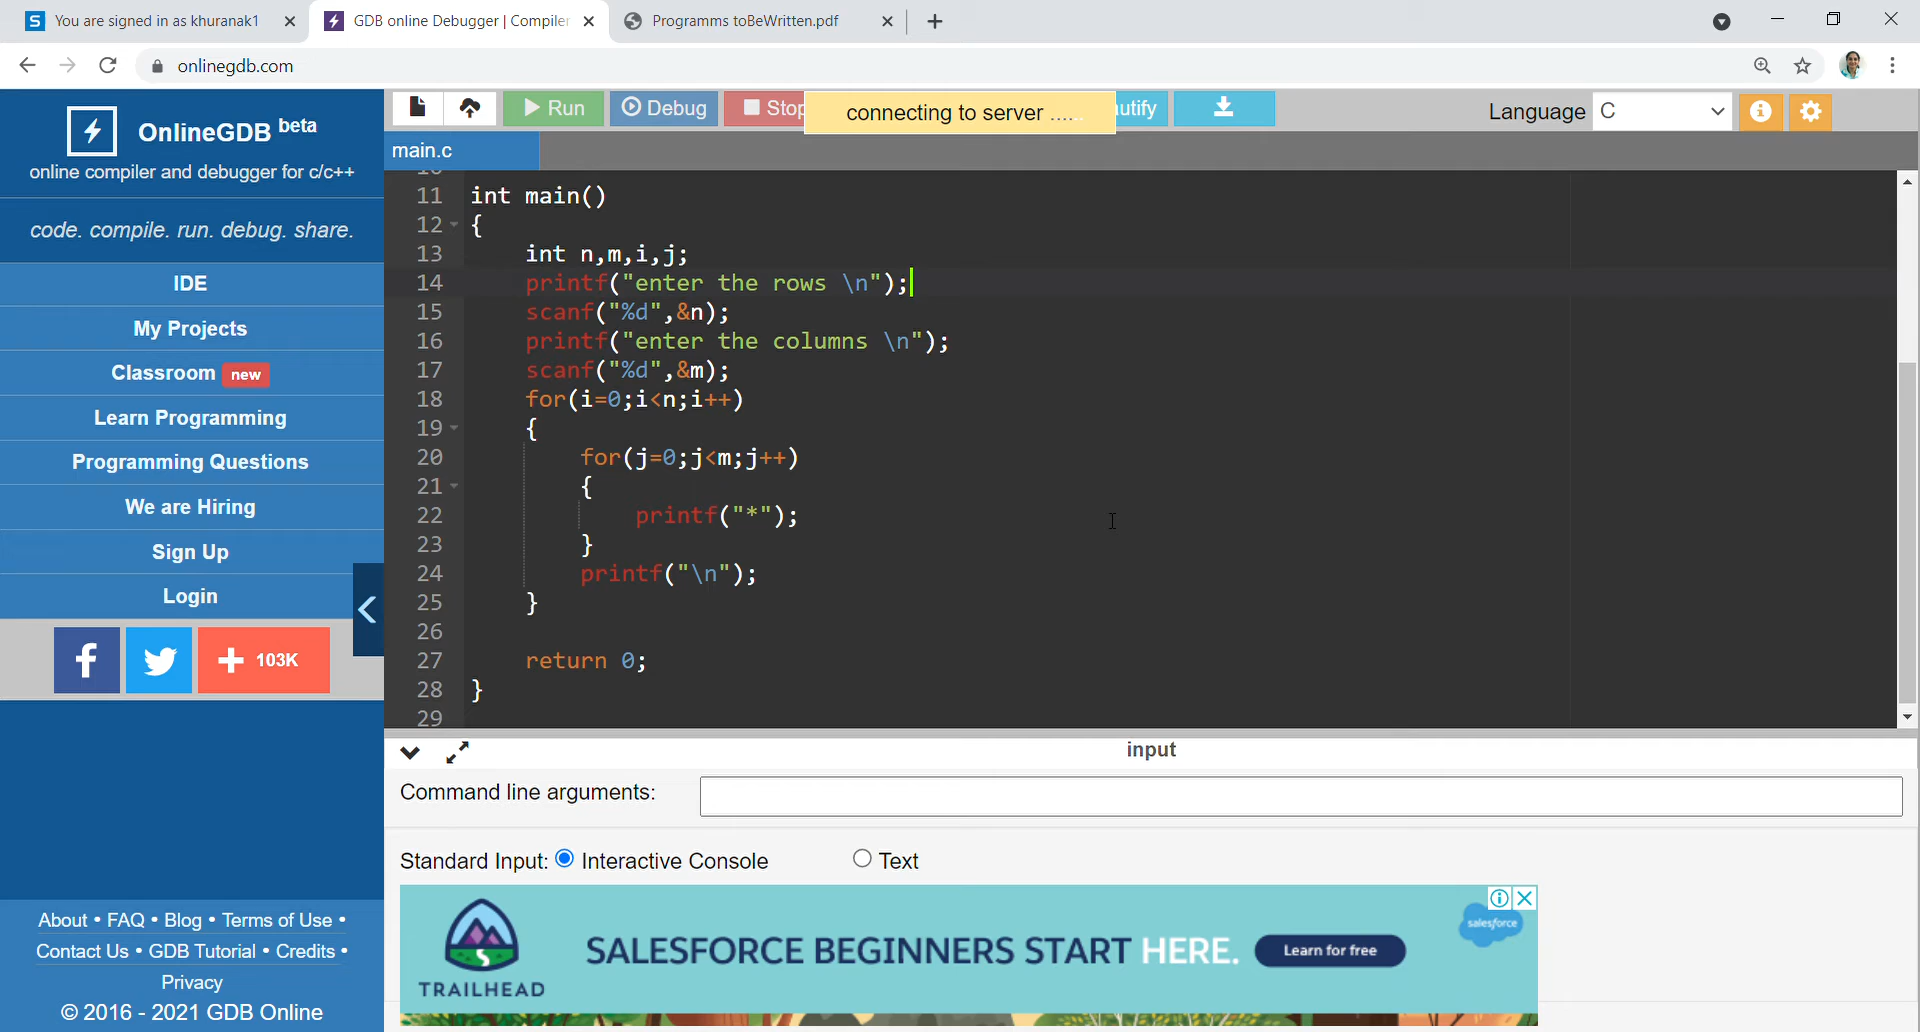 You are signed in as khuranak1
GDB online Debugger | Compiler
Programms toBeWritten.pdf
onlinegdb.com
OnlineGDB beta
online compiler and debugger for c/c++
code. compile. run. debug. share.
IDE
My Projects
Classroom new
Learn Programming
Programming Questions
We are Hiring
Sign Up
Login
f
+ 103K
About • FAQ • Blog • Terms of Use •
Contact Us • GDB Tutorial • Credits •
Privacy
© 2016 - 2021 GDB Online
Run
Debug
Stop
connecting to server .....
Language C
main.c
11 int main()
12 {
13 int n,m,i,j;
14 printf("enter the rows \n");
15 scanf("%d",&n);
16 printf("enter the columns \n");
17 scanf("%d",&m);
18 for(i=0;i<n;i++)
19 {
20 for(j=0;j<m;j++)
21 {
22 printf("*");
23 }
24 printf("\n");
25 }
26
27 return 0;
28 }
29
input
Command line arguments:
Standard Input: Interactive Console Text
TRAILHEAD
SALESFORCE BEGINNERS START HERE.
Learn for free
salesforce